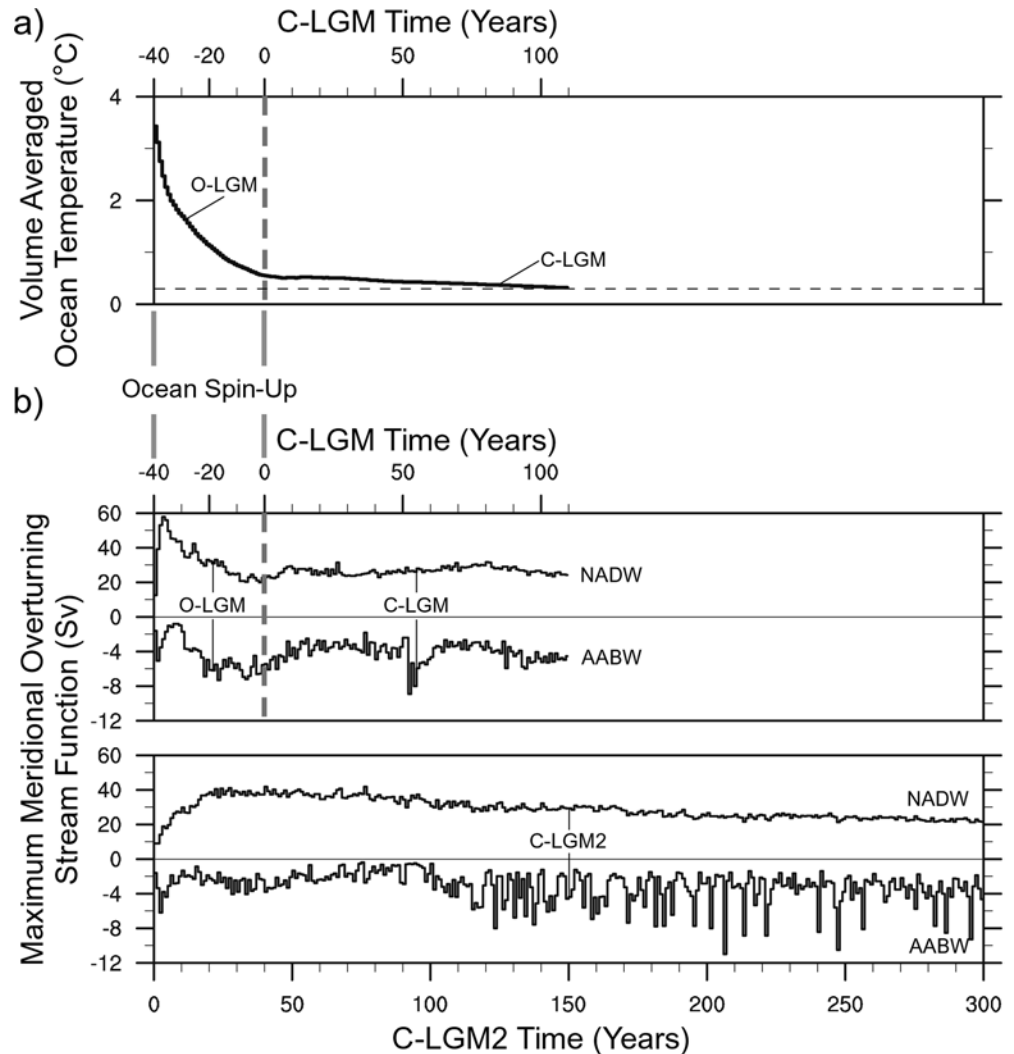 a)
C-LGM Time (Years)
-40 -20 0 50 100
Volume Averaged
Ocean Temperature (°C)
4
2
0
O-LGM
C-LGM
Ocean Spin-Up
b)
C-LGM Time (Years)
-40 -20 0 50 100
Maximum Meridional Overturning
Stream Function (Sv)
60
40
20
0
-4
-8
-12
NADW
O-LGM
C-LGM
AABW
60
40
20
0
-4
-8
-12
NADW
C-LGM2
AABW
0 50 100 150 200 250 300
C-LGM2 Time (Years)